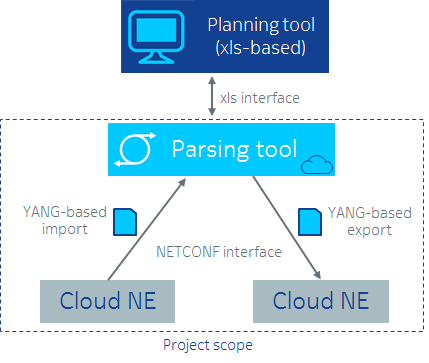 Planning tool
(xls-based)
xls interface
Parsing tool
YANG-based
import
YANG-based
export
NETCONF interface
Cloud NE
Cloud NE
Project scope